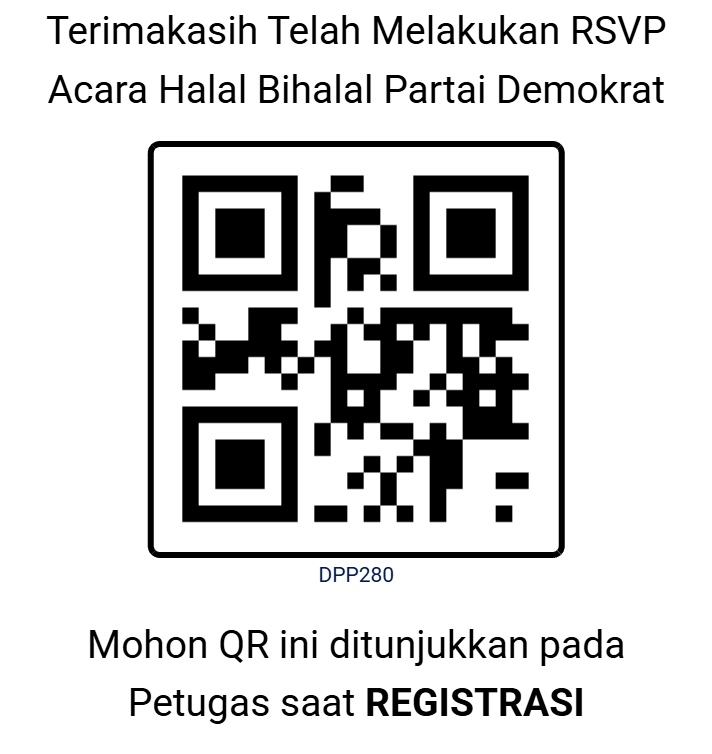 Terimakasih Telah Melakukan RSVP
Acara Halal Bihalal Partai Demokrat
DPP280
Mohon QR ini ditunjukkan pada
Petugas saat REGISTRASI